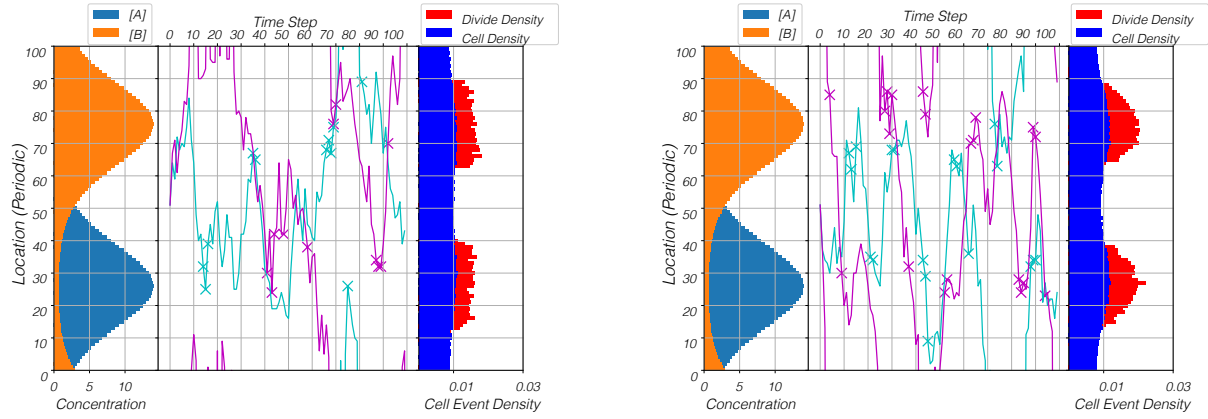 [A]
[B]
Time Step
Divide Density
Cell Density
0 10 20 30 40 50 60 70 80 90 100
100
90
80
70
60
50
40
30
20
10
0
Location (Periodic)
0 5 10
0.01 0.03
Concentration
Cell Event Density
[A]
[B]
Time Step
Divide Density
Cell Density
0 10 20 30 40 50 60 70 80 90 100
100
90
80
70
60
50
40
30
20
10
0
Location (Periodic)
0 5 10
0.01 0.03
Concentration
Cell Event Density